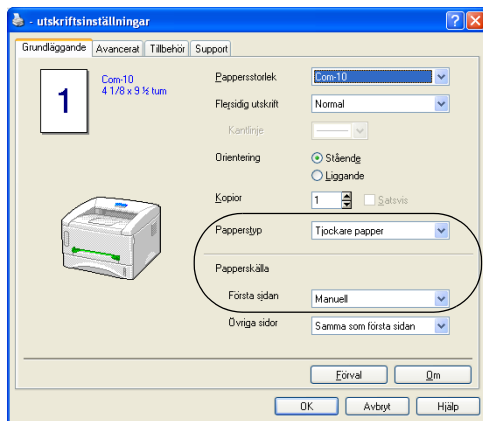 - utskriftsinställningar
Grundläggande Avancerat Tillbehör Support
1
Com-10
4 1/8 x 9 ½ tum
Pappersstorlek Com-10
Flersidig utskrift Normal
Kantlinje
Orientering Stående
Liggande
Kopior 1 Satsvis
Papperstyp Tjockare papper
Papperskälla
Första sidan Manuell
Övriga sidor Samma som första sidan
Förval Om
OK Avbryt Hjälp